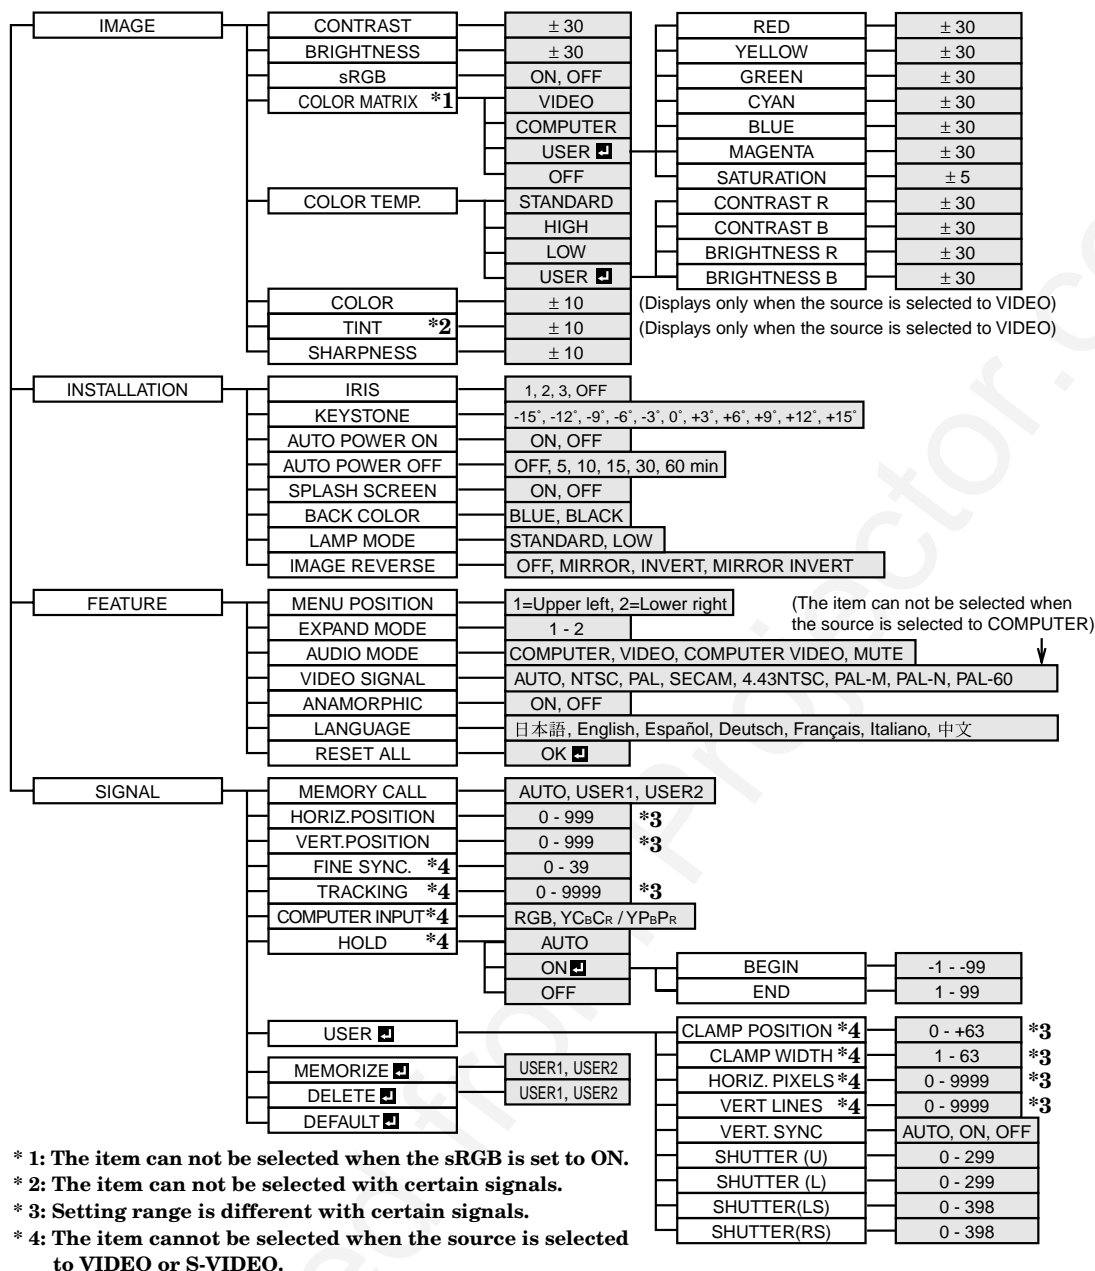 IMAGE CONTRAST ± 30 RED ± 30
BRIGHTNESS ± 30 YELLOW ± 30
sRGB ON, OFF GREEN ± 30
COLOR MATRIX *1 VIDEO CYAN ± 30
COMPUTER BLUE ± 30
USER MAGENTA ± 30
OFF SATURATION ± 5
COLOR TEMP. STANDARD CONTRAST R ± 30
HIGH CONTRAST B ± 30
LOW BRIGHTNESS R ± 30
USER BRIGHTNESS B ± 30
COLOR ± 10 (Displays only when the source is selected to VIDEO)
TINT *2 ± 10 (Displays only when the source is selected to VIDEO)
SHARPNESS ± 10
INSTALLATION IRIS 1, 2, 3, OFF
KEYSTONE -15°, -12°, -9°, -6°, -3°, 0°, +3°, +6°, +9°, +12°, +15°
AUTO POWER ON ON, OFF
AUTO POWER OFF OFF, 5, 10, 15, 30, 60 min
SPLASH SCREEN ON, OFF
BACK COLOR BLUE, BLACK
LAMP MODE STANDARD, LOW
IMAGE REVERSE OFF, MIRROR, INVERT, MIRROR INVERT
FEATURE MENU POSITION 1=Upper left, 2=Lower right (The item can not be selected when
EXPAND MODE 1 - 2 the source is selected to COMPUTER)
AUDIO MODE COMPUTER, VIDEO, COMPUTER VIDEO, MUTE
VIDEO SIGNAL AUTO, NTSC, PAL, SECAM, 4.43NTSC, PAL-M, PAL-N, PAL-60
ANAMORPHIC ON, OFF
LANGUAGE 日本語, English, Español, Deutsch, Français, Italiano, 中文
RESET ALL OK
SIGNAL MEMORY CALL AUTO, USER1, USER2
HORIZ.POSITION 0 - 999 *3
VERT.POSITION 0 - 999 *3
FINE SYNC. *4 0 - 39
TRACKING *4 0 - 9999 *3
COMPUTER INPUT*4 RGB, YCBCR / YPBPR
HOLD *4 AUTO
ON BEGIN -1 - -99
OFF END 1 - 99
USER CLAMP POSITION *4 0 - +63 *3
CLAMP WIDTH *4 1 - 63 *3
MEMORIZE USER1, USER2 HORIZ. PIXELS *4 0 - 9999 *3
DELETE USER1, USER2 VERT LINES *4 0 - 9999 *3
DEFAULT VERT. SYNC AUTO, ON, OFF
SHUTTER (U) 0 - 299
SHUTTER (L) 0 - 299
SHUTTER(LS) 0 - 398
SHUTTER(RS) 0 - 398
* 1: The item can not be selected when the sRGB is set to ON.
* 2: The item can not be selected with certain signals.
* 3: Setting range is different with certain signals.
* 4: The item cannot be selected when the source is selected
to VIDEO or S-VIDEO.